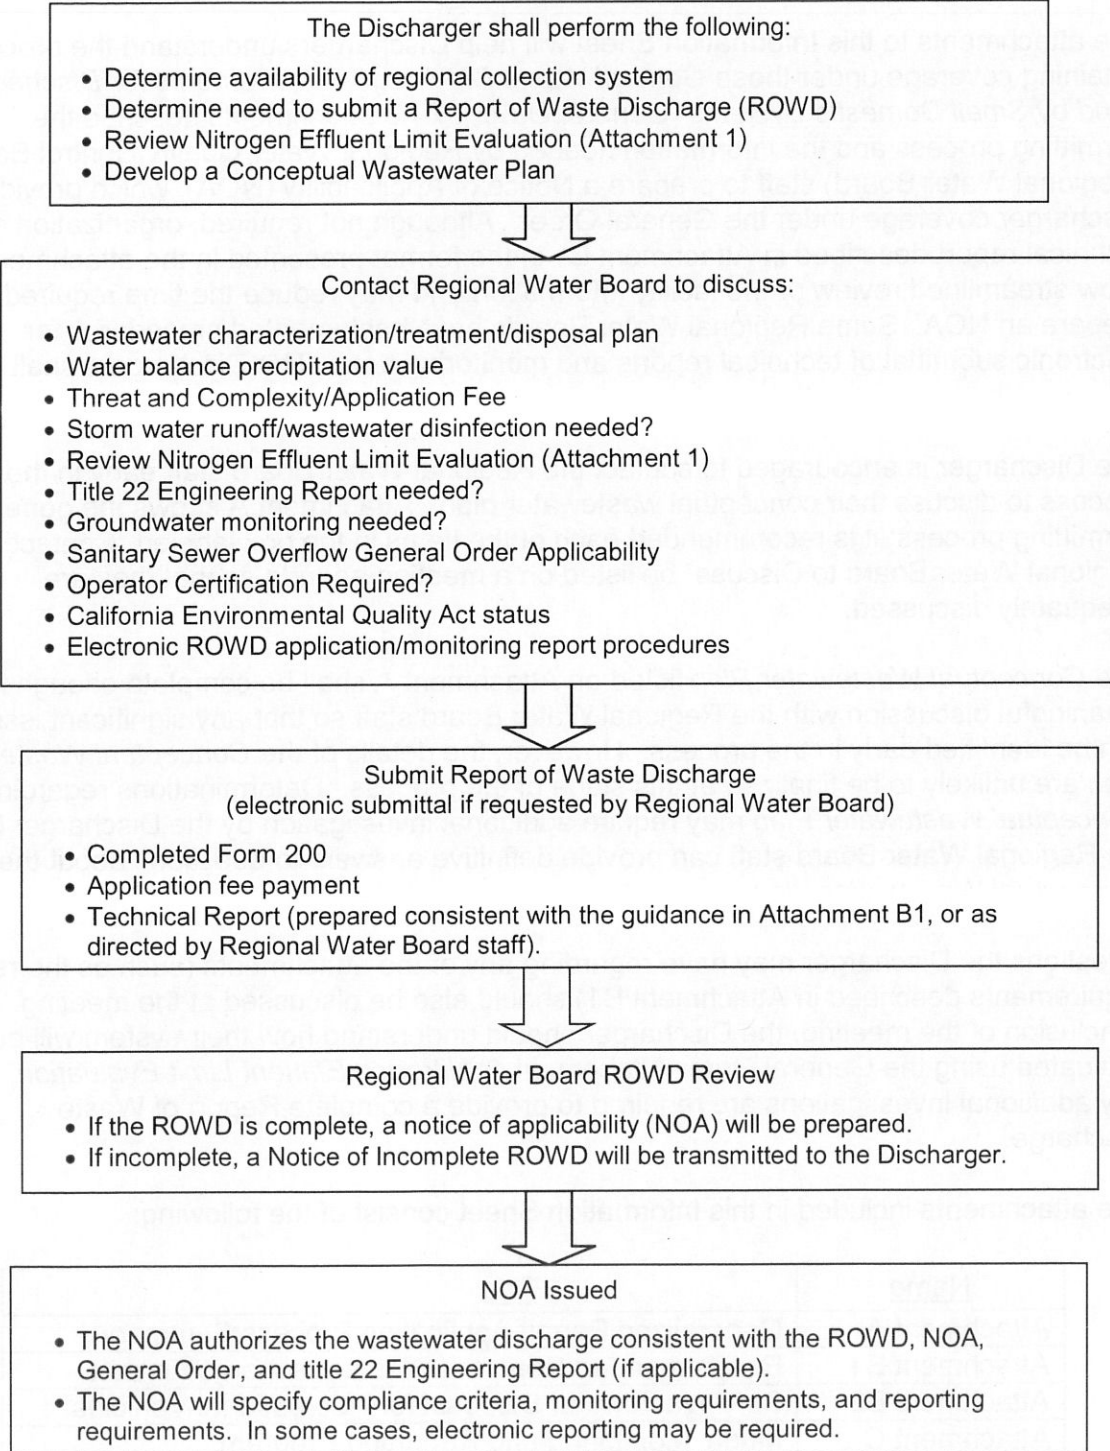 The Discharger shall perform the following:
• Determine availability of regional collection system
• Determine need to submit a Report of Waste Discharge (ROWD)
• Review Nitrogen Effluent Limit Evaluation (Attachment 1)
• Develop a Conceptual Wastewater Plan
Contact Regional Water Board to discuss:
• Wastewater characterization/treatment/disposal plan
• Water balance precipitation value
• Threat and Complexity/Application Fee
• Storm water runoff/wastewater disinfection needed?
• Review Nitrogen Effluent Limit Evaluation (Attachment 1)
• Title 22 Engineering Report needed?
• Groundwater monitoring needed?
• Sanitary Sewer Overflow General Order Applicability
• Operator Certification Required?
• California Environmental Quality Act status
• Electronic ROWD application/monitoring report procedures
Submit Report of Waste Discharge
(electronic submittal if requested by Regional Water Board)
• Completed Form 200
• Application fee payment
• Technical Report (prepared consistent with the guidance in Attachment B1, or as
directed by Regional Water Board staff).
Regional Water Board ROWD Review
• If the ROWD is complete, a notice of applicability (NOA) will be prepared.
• If incomplete, a Notice of Incomplete ROWD will be transmitted to the Discharger.
NOA Issued
• The NOA authorizes the wastewater discharge consistent with the ROWD, NOA,
General Order, and title 22 Engineering Report (if applicable).
• The NOA will specify compliance criteria, monitoring requirements, and reporting
requirements. In some cases, electronic reporting may be required.